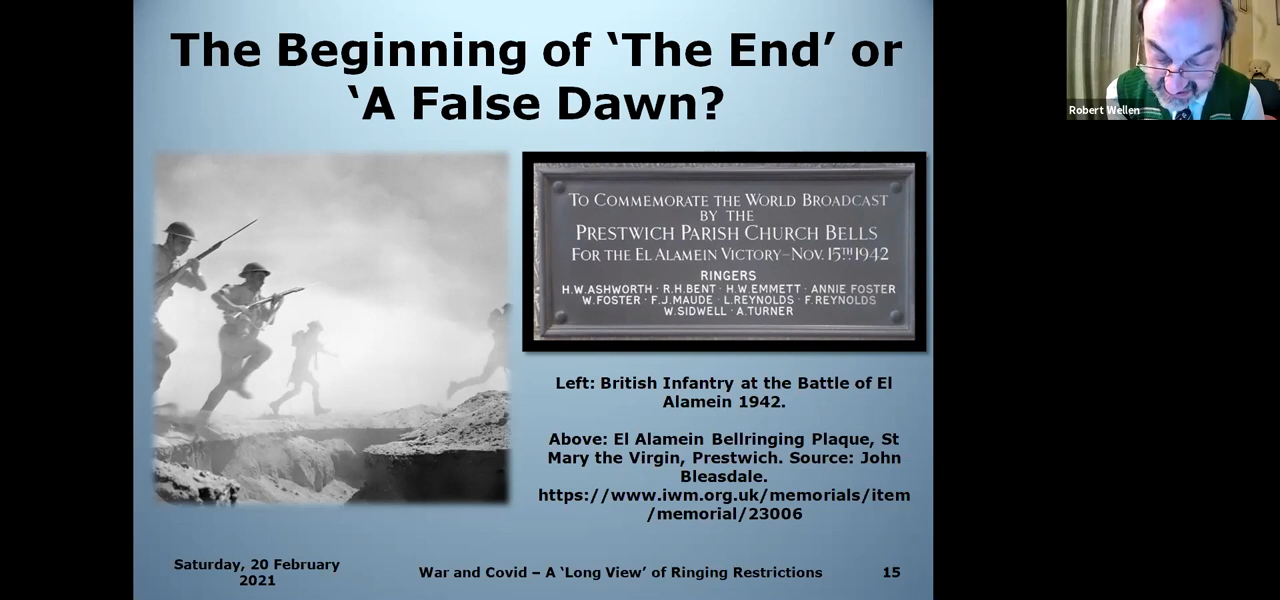 The Beginning of ‘The End’ or
‘A False Dawn?
Robert Wellen
TO COMMEMORATE THE WORLD BROADCAST
BY THE
PRESTWICH PARISH CHURCH BELLS
FOR THE EL ALAMEIN VICTORY–NOV. 15TH 1942
RINGERS
H.W.ASHWORTH · R.H.BENT · H.W.EMMETT · ANNIE FOSTER
W.FOSTER · F.J.MAUDE · L.REYNOLDS · F.REYNOLDS
W.SIDWELL · A.TURNER
Left: British Infantry at the Battle of El
Alamein 1942.
Above: El Alamein Bellringing Plaque, St
Mary the Virgin, Prestwich. Source: John
Bleasdale.
https://www.iwm.org.uk/memorials/item
/memorial/23006
Saturday, 20 February
2021
War and Covid – A ‘Long View’ of Ringing Restrictions
15